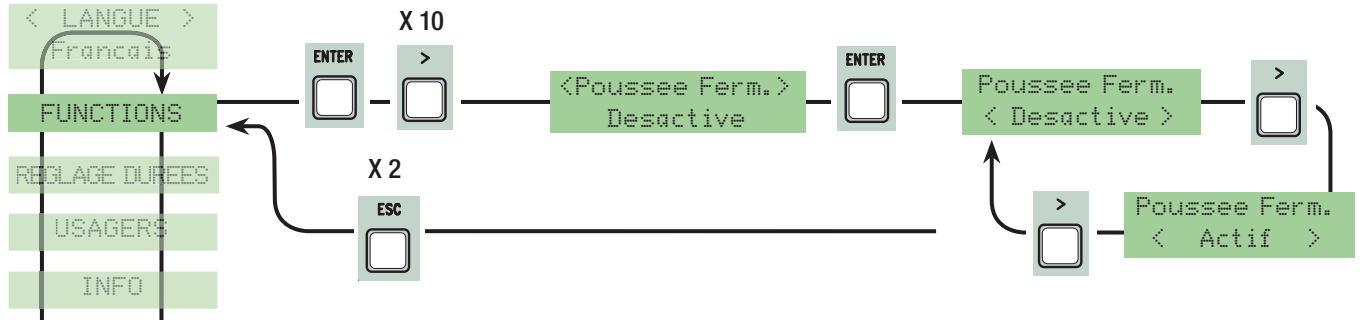 < LANGUE >
Francais
FUNCTIONS
REGLAGE DUREES
USAGERS
INFO
ENTER
X 10
>
<Poussee Ferm.>
Desactive
ENTER
Poussee Ferm.
< Desactive >
>
Poussee Ferm.
< Actif >
>
X 2
ESC